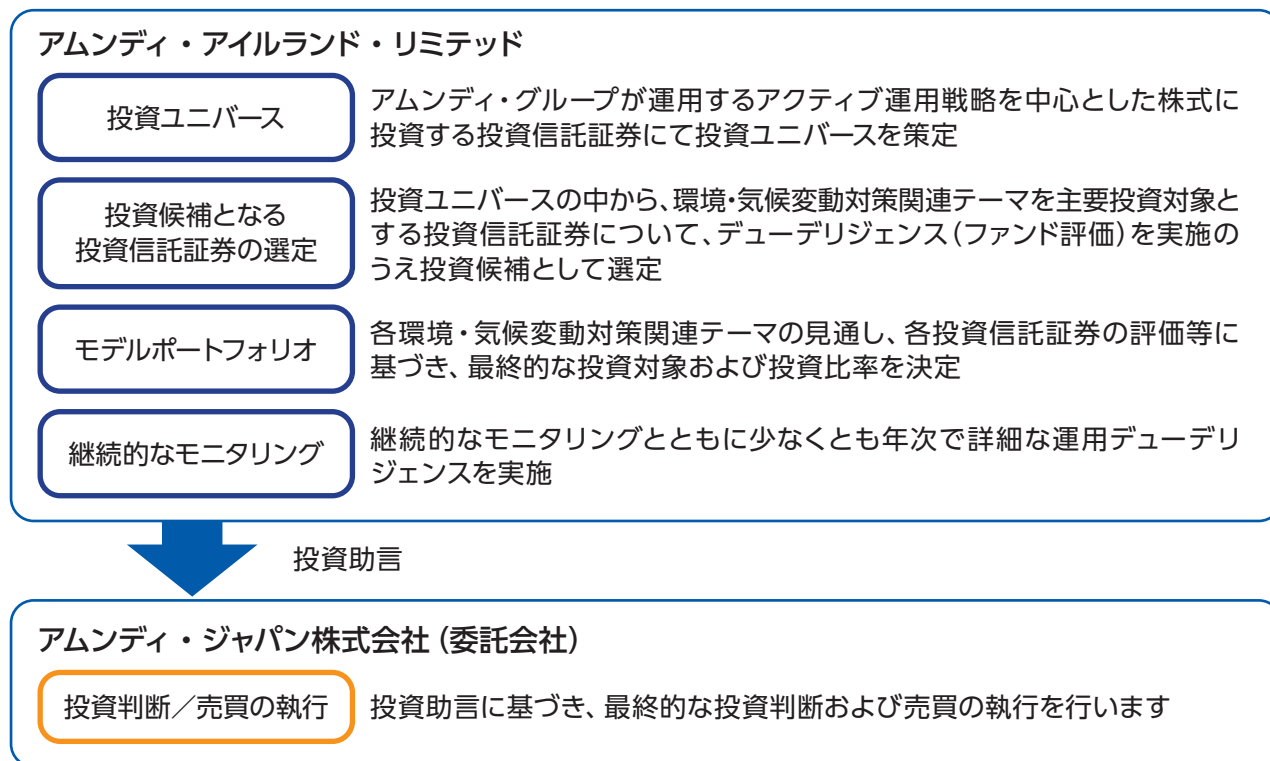 アムンディ・アイルランド・リミテッド
投資ユニバース
アムンディ・グループが運用するアクティブ運用戦略を中心とした株式に
投資する投資信託証券にて投資ユニバースを策定
投資候補となる
投資信託証券の選定
投資ユニバースの中から、環境・気候変動対策関連テーマを主要投資対象と
する投資信託証券について、デューデリジェンス(ファンド評価)を実施の
うえ投資候補として選定
モデルポートフォリオ
各環境・気候変動対策関連テーマの見通し、各投資信託証券の評価等に
基づき、最終的な投資対象および投資比率を決定
継続的なモニタリング
継続的なモニタリングとともに少なくとも年次で詳細な運用デューデリ
ジェンスを実施
投資助言
アムンディ・ジャパン株式会社(委託会社)
投資判断/売買の執行
投資助言に基づき、最終的な投資判断および売買の執行を行います